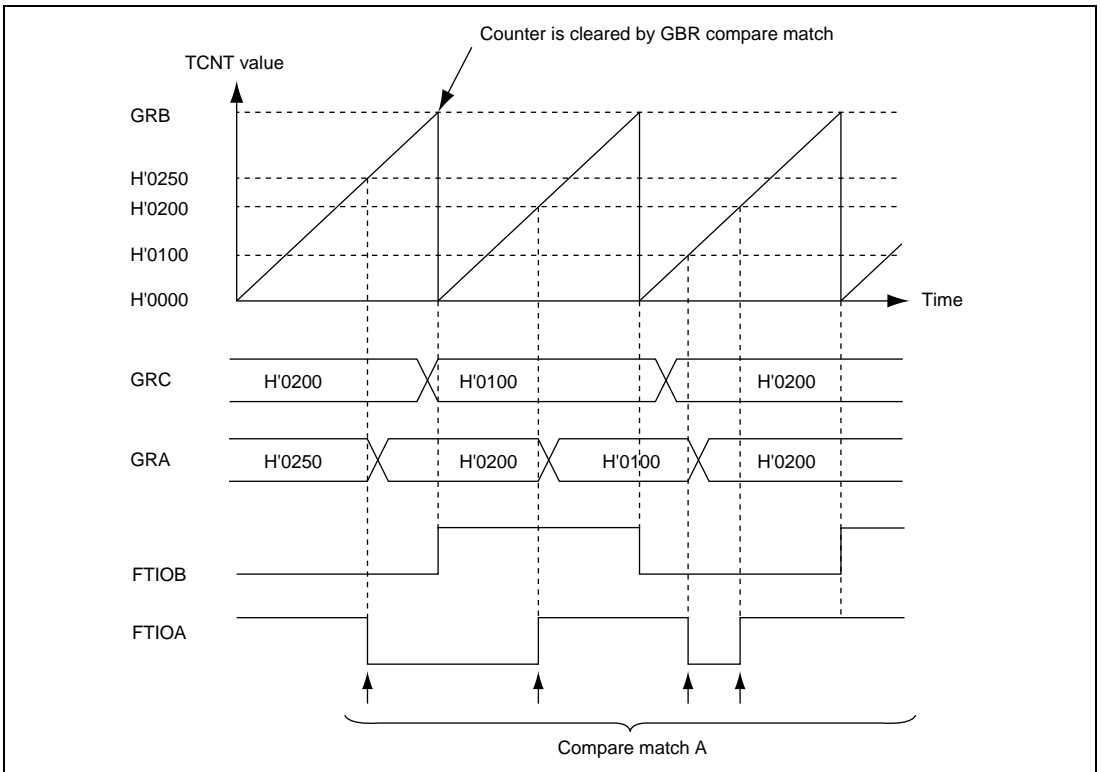 Counter is cleared by GBR compare match
TCNT value
GRB
H'0250
H'0200
H'0100
H'0000
Time
GRC
H'0200
H'0100
H'0200
GRA
H'0250
H'0200
H'0100
H'0200
FTIOB
FTIOA
Compare match A